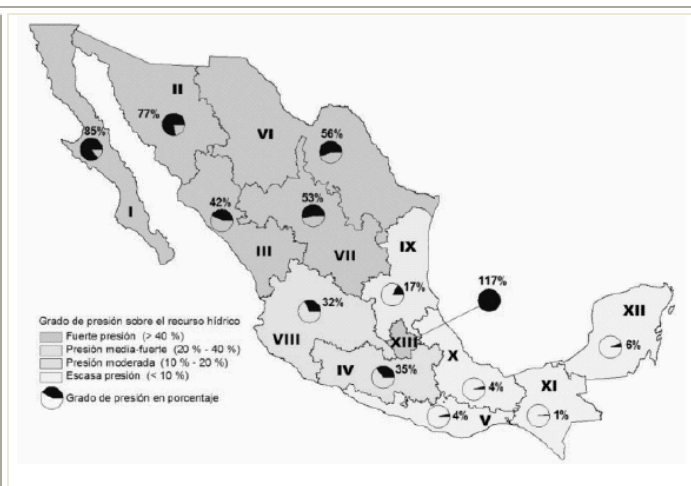 II
77%
VI
56%
85%
42%
53%
I
III
VII
IX
17%
117%
32%
VIII
XIII
XII
6%
X
IV
35%
XI
4%
4%
V
1%
Grado de presión sobre el recurso hídrico
Fuerte presión (> 40 %)
Presión media-fuerte (20 % - 40 %)
Presión moderada (10 % - 20 %)
Escasa presión (< 10 %)
Grado de presión en porcentaje